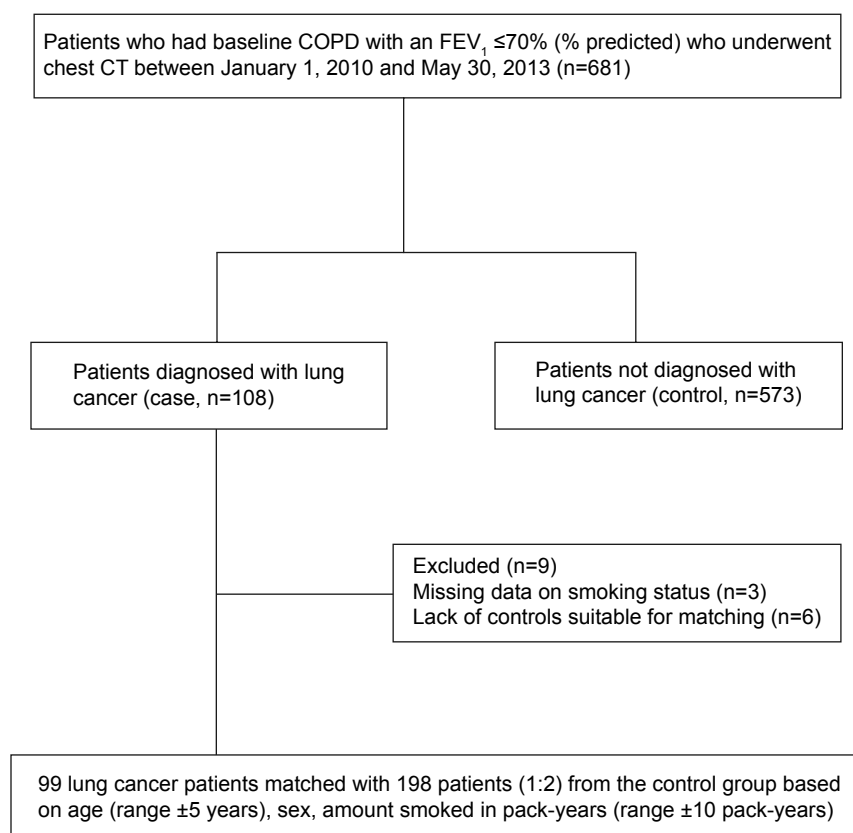 Patients who had baseline COPD with an FEV₁ ≤70% (% predicted) who underwent
chest CT between January 1, 2010 and May 30, 2013 (n=681)
Patients diagnosed with lung
cancer (case, n=108)
Patients not diagnosed with
lung cancer (control, n=573)
Excluded (n=9)
Missing data on smoking status (n=3)
Lack of controls suitable for matching (n=6)
99 lung cancer patients matched with 198 patients (1:2) from the control group based
on age (range ±5 years), sex, amount smoked in pack-years (range ±10 pack-years)